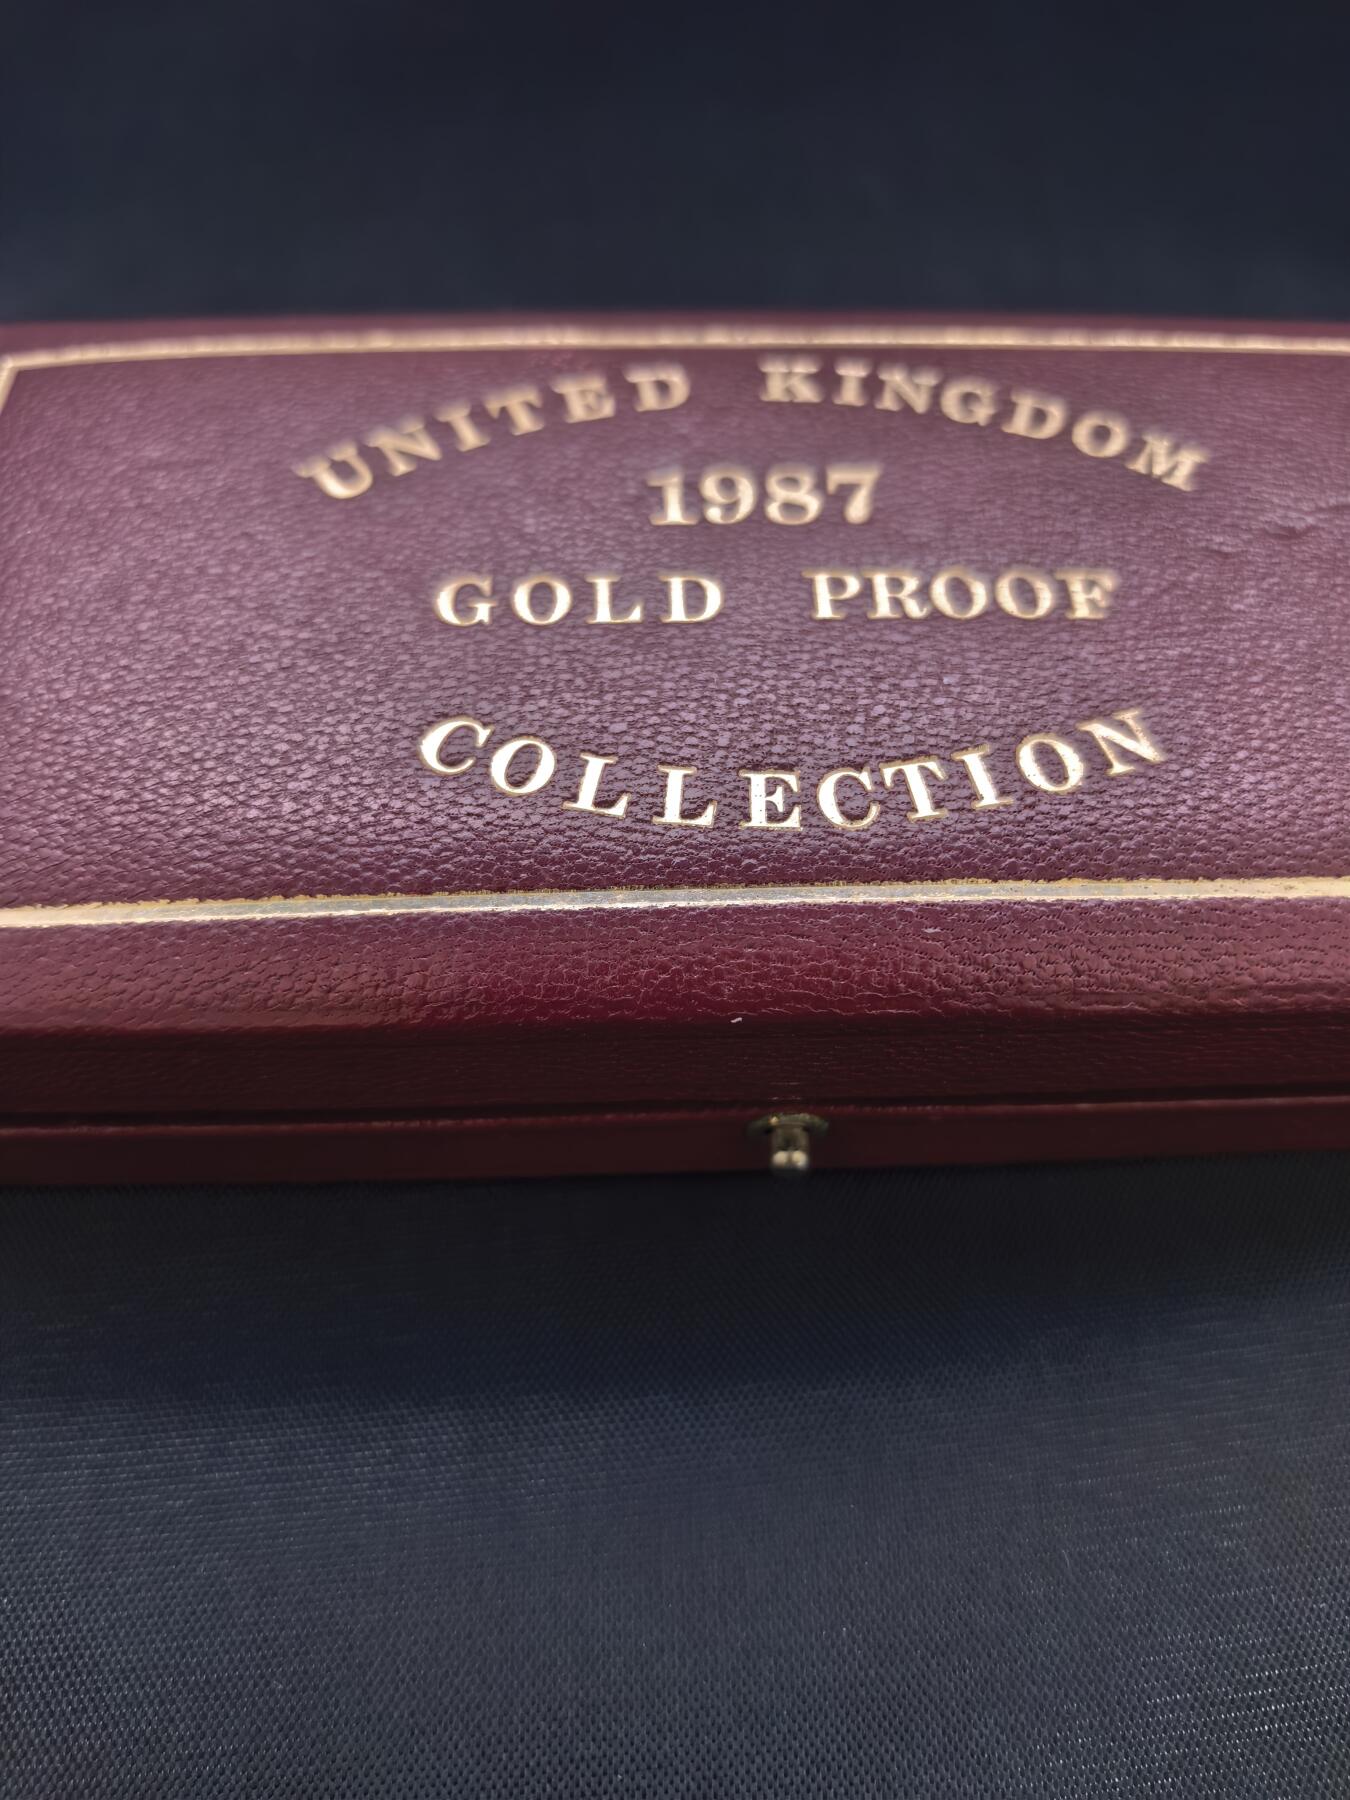 UNITED KINGDOM
1987
GOLD PROOF
COLLECTION